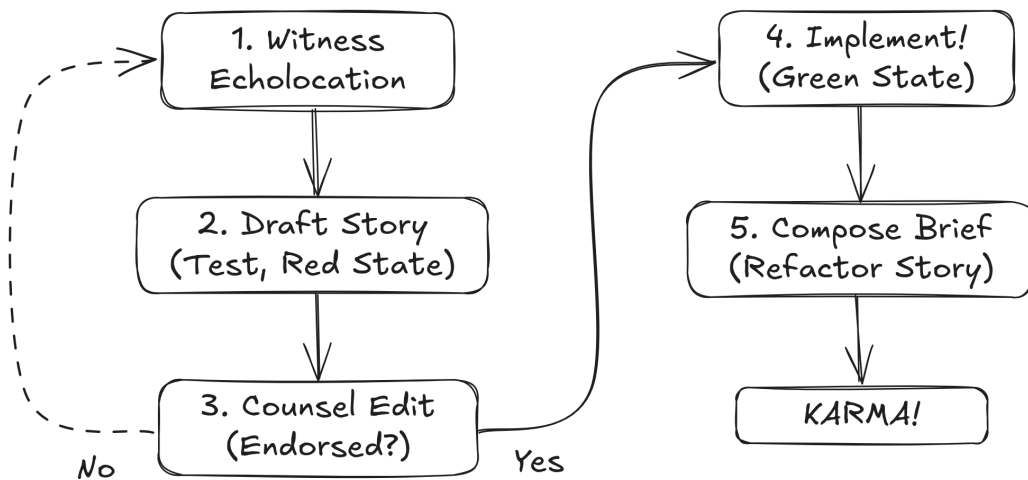 1. Witness
Echolocation
2. Draft Story
(Test, Red State)
3. Counsel Edit
(Endorsed?)
No
Yes
4. Implement!
(Green State)
5. Compose Brief
(Refactor Story)
KARMA!